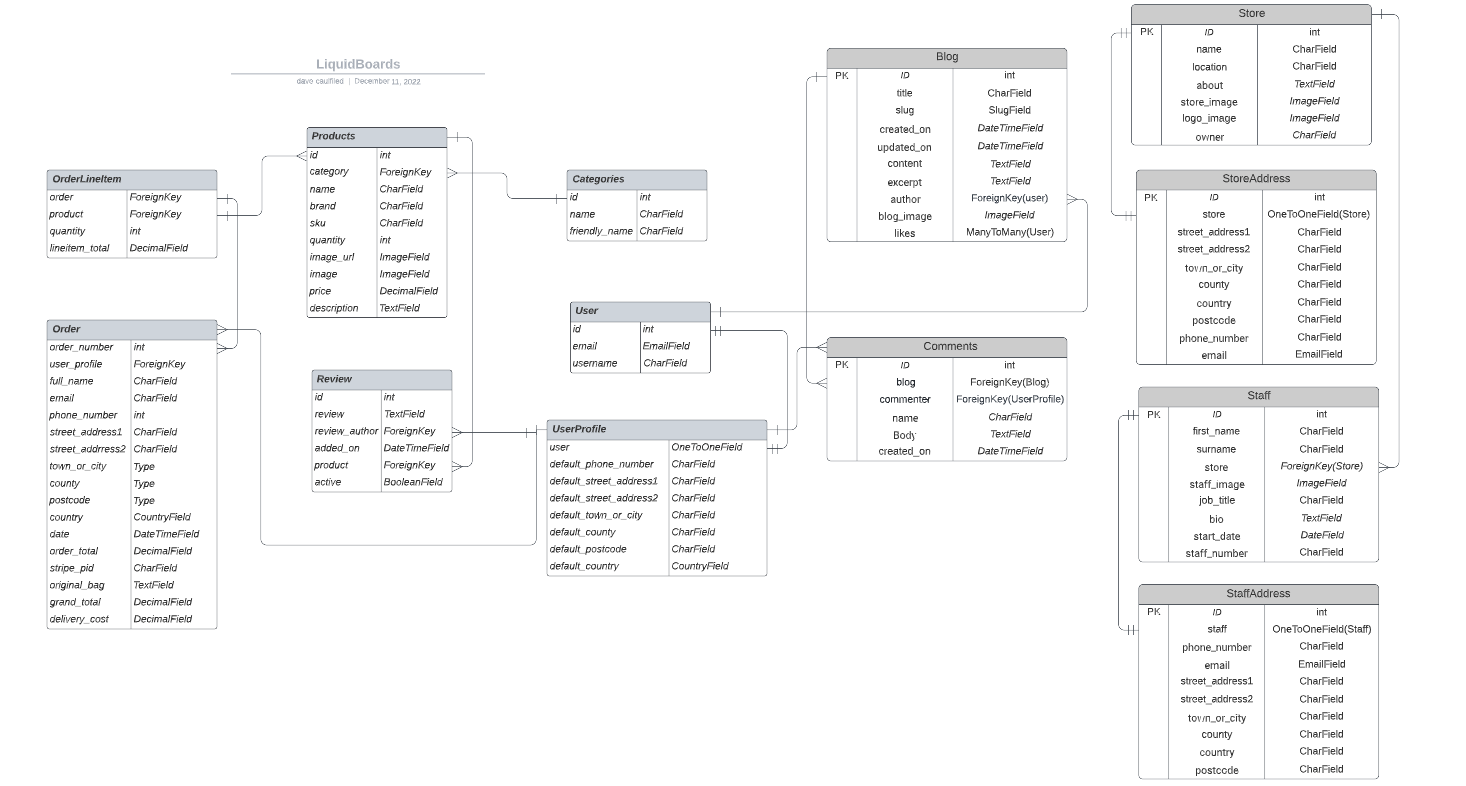 LiquidBoards
dave caulfiled | December 11, 2022
OrderLineItem
order ForeignKey
product ForeignKey
quantity int
lineitem_total DecimalField
Order
order_number int
user_profile ForeignKey
full_name CharField
email CharField
phone_number int
street_address1 CharField
street_addrress2 CharField
town_or_city Type
county Type
postcode Type
country CountryField
date DateTimeField
order_total DecimalField
stripe_pid CharField
original_bag TextField
grand_total DecimalField
delivery_cost DecimalField
Products
id int
category ForeignKey
name CharField
brand CharField
sku CharField
quantity int
image_url ImageField
image ImageField
price DecimalField
description TextField
Review
id int
review TextField
review_author ForeignKey
added_on DateTimeField
product ForeignKey
active BooleanField
Categories
id int
name CharField
friendly_name CharField
User
id int
email EmailField
username CharField
UserProfile
user OneToOneField
default_phone_number CharField
default_street_address1 CharField
default_street_address2 CharField
default_town_or_city CharField
default_county CharField
default_postcode CharField
default_country CountryField
Blog
PK ID int
title CharField
slug SlugField
created_on DateTimeField
updated_on DateTimeField
content TextField
excerpt TextField
author ForeignKey(user)
blog_image ImageField
likes ManyToMany(User)
Comments
PK ID int
blog ForeignKey(Blog)
commenter ForeignKey(UserProfile)
name CharField
Body TextField
created_on DateTimeField
Store
PK ID int
name CharField
location CharField
about TextField
store_image ImageField
logo_image ImageField
owner CharField
StoreAddress
PK ID int
store OneToOneField(Store)
street_address1 CharField
street_address2 CharField
town_or_city CharField
county CharField
country CharField
postcode CharField
phone_number CharField
email EmailField
Staff
PK ID int
first_name CharField
surname CharField
store ForeignKey(Store)
staff_image ImageField
job_title CharField
bio TextField
start_date DateField
staff_number CharField
StaffAddress
PK ID int
staff OneToOneField(Staff)
phone_number CharField
email EmailField
street_address1 CharField
street_address2 CharField
town_or_city CharField
county CharField
country CharField
postcode CharField